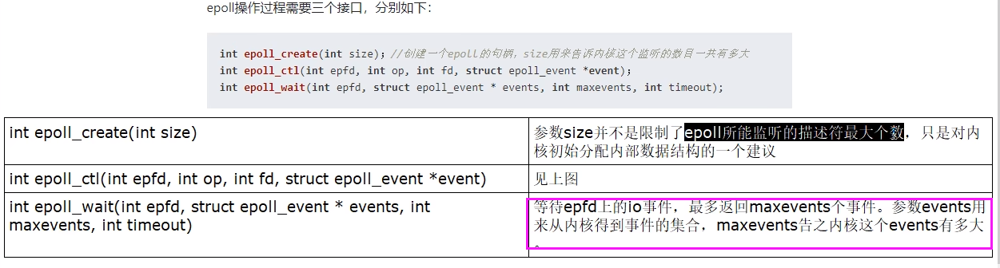 epoll操作过程需要三个接口，分别如下：
int epoll_create(int size); //创建一个epoll的句柄，size用来告诉内核这个监听的数目一共有多大
int epoll_ctl(int epfd, int op, int fd, struct epoll_event *event);
int epoll_wait(int epfd, struct epoll_event * events, int maxevents, int timeout);
int epoll_create(int size)
参数size并不是限制了epoll所能监听的描述符最大个数，只是对内
核初始分配内部数据结构的一个建议
int epoll_ctl(int epfd, int op, int fd, struct epoll_event *event)
见上图
int epoll_wait(int epfd, struct epoll_event * events, int
maxevents, int timeout)
等待epfd上的io事件，最多返回maxevents个事件。参数events用
来从内核得到事件的集合，maxevents告之内核这个events有多大
。